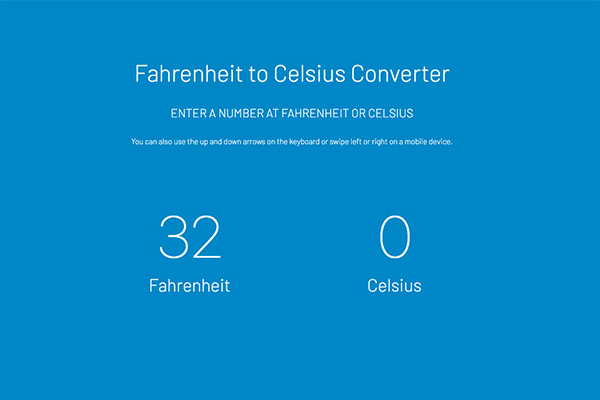 Fahrenheit to Celsius Converter
ENTER A NUMBER AT FAHRENHEIT OR CELSIUS
You can also use the up and down arrows on the keyboard or swipe left or right on a mobile device.
32 0
Fahrenheit Celsius